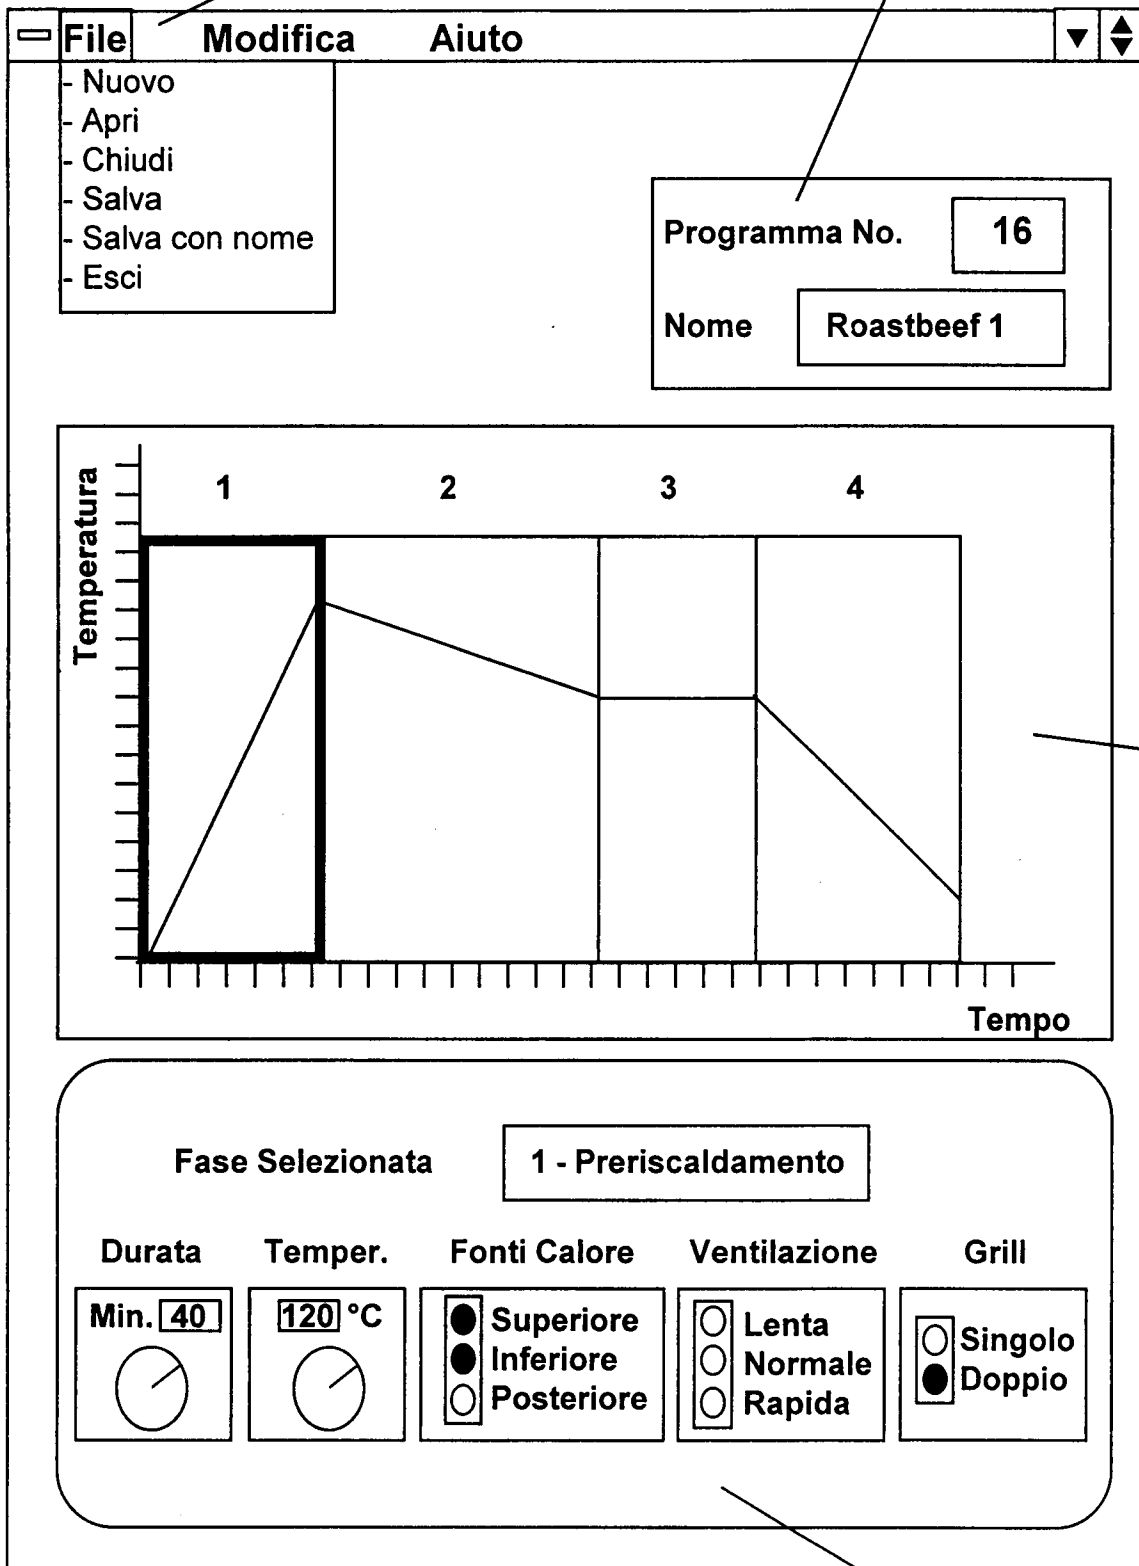 File Modifica Aiuto
- Nuovo
- Apri
- Chiudi
- Salva
- Salva con nome
- Esci
Programma No. 16
Nome Roastbeef 1
Temperatura
1 2 3 4
Tempo
Fase Selezionata 1 - Preriscaldamento
Durata Temper. Fonti Calore Ventilazione Grill
Min. 40
120 °C
Superiore
Inferiore
Posteriore
Lenta
Normale
Rapida
Singolo
Doppio